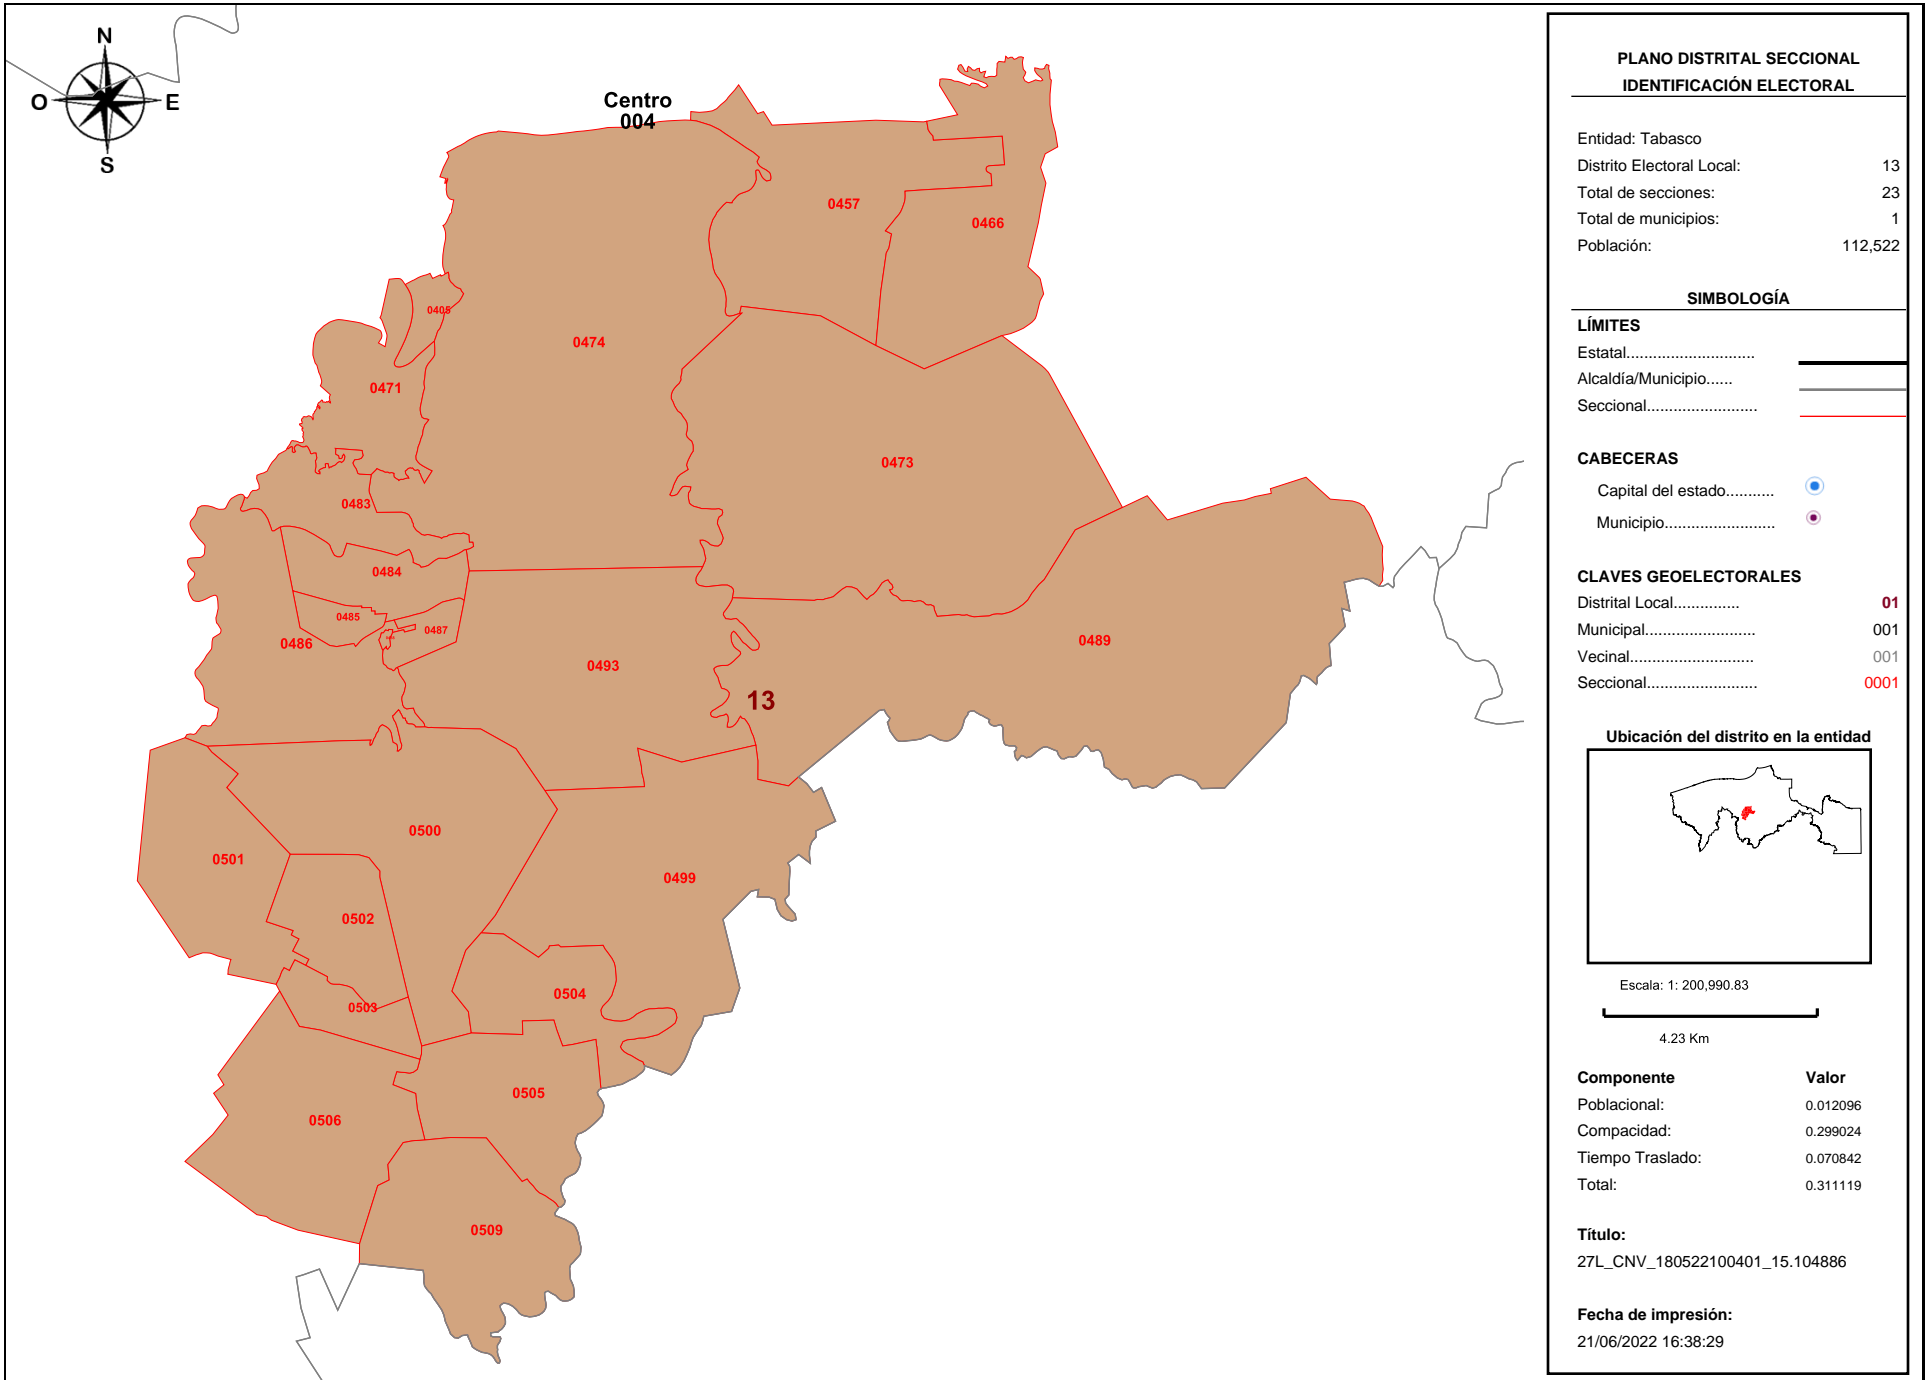 N
O
E
S
Centro
004
0457
0466
0405
0474
0471
0473
0483
0484
0485
0487
0486
0493
0489
13
0500
0501
0499
0502
0504
0503
0505
0506
0509
PLANO DISTRITAL SECCIONAL
IDENTIFICACIÓN ELECTORAL
Entidad: Tabasco
Distrito Electoral Local: 13
Total de secciones: 23
Total de municipios: 1
Población: 112,522
SIMBOLOGÍA
LÍMITES
Estatal.............................
Alcaldía/Municipio......
Seccional.........................
CABECERAS
Capital del estado...........
Municipio.........................
CLAVES GEOELECTORALES
Distrital Local............... 01
Municipal......................... 001
Vecinal............................ 001
Seccional......................... 0001
Ubicación del distrito en la entidad
Escala: 1: 200,990.83
4.23 Km
Componente Valor
Poblacional: 0.012096
Compacidad: 0.299024
Tiempo Traslado: 0.070842
Total: 0.311119
Título:
27L_CNV_180522100401_15.104886
Fecha de impresión:
21/06/2022 16:38:29